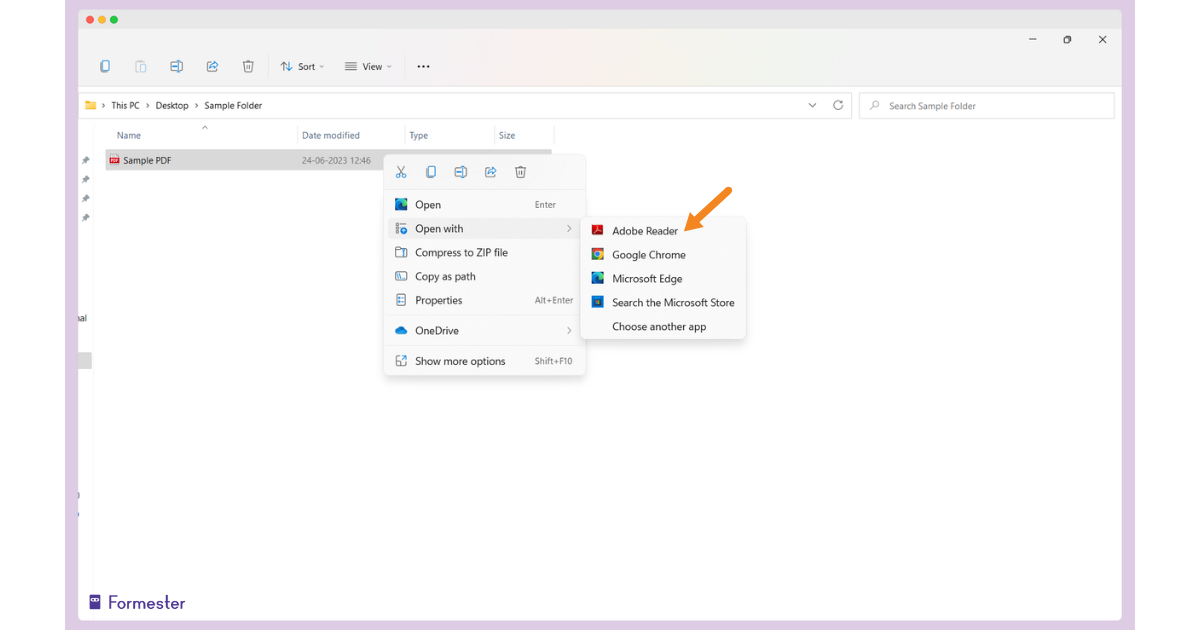 Sort
View
This PC > Desktop > Sample Folder
Search Sample Folder
Name Date modified Type Size
Sample PDF 24-06-2023 12:46
Open Enter
Open with
Compress to ZIP file
Copy as path
Properties Alt+Enter
OneDrive
Show more options Shift+F10
Adobe Reader
Google Chrome
Microsoft Edge
Search the Microsoft Store
Choose another app
Formester